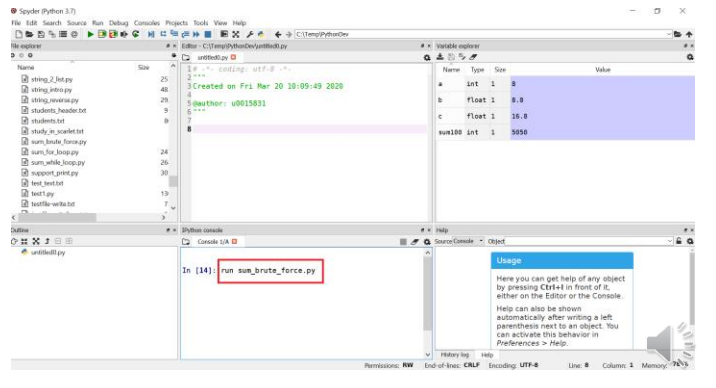 Spyder (Python 3.7)
File Edit Search Source Run Debug Consoles Projects Tools View Help
C:\Temp\PythonDev
File explorer
Name Size
string_2_list.py 25
string_intro.py 48
string_reverse.py 29
students_header.txt 9
students.txt 8
study_in_scarlet.txt
sum_brute_force.py
sum_for_loop.py 24
sum_while_loop.py 26
support_print.py 30
test_text.txt
test1.py 13
testfile-write.txt 7
Outline
untitled0.py
Editor - C:\Temp\PythonDev\untitled0.py
untitled0.py
1 # -*- coding: utf-8 -*-
2 """
3 Created on Fri Mar 20 10:09:49 2020
4
5 @author: u0015831
6 """
7
8
IPython console
Console 1/A
In [14]: run sum_brute_force.py
Variable explorer
Name Type Size Value
a int 1 8
b float 1 8.8
c float 1 16.8
sum100 int 1 5050
Help
Source Console Object
Usage
Here you can get help of any object
by pressing Ctrl+I in front of it,
either on the Editor or the Console.
Help can also be shown
automatically after writing a left
parenthesis next to an object. You
can activate this behavior in
Preferences > Help.
History log Help
Permissions: RW End-of-lines: CRLF Encoding: UTF-8 Line: 8 Column: 1 Memory: